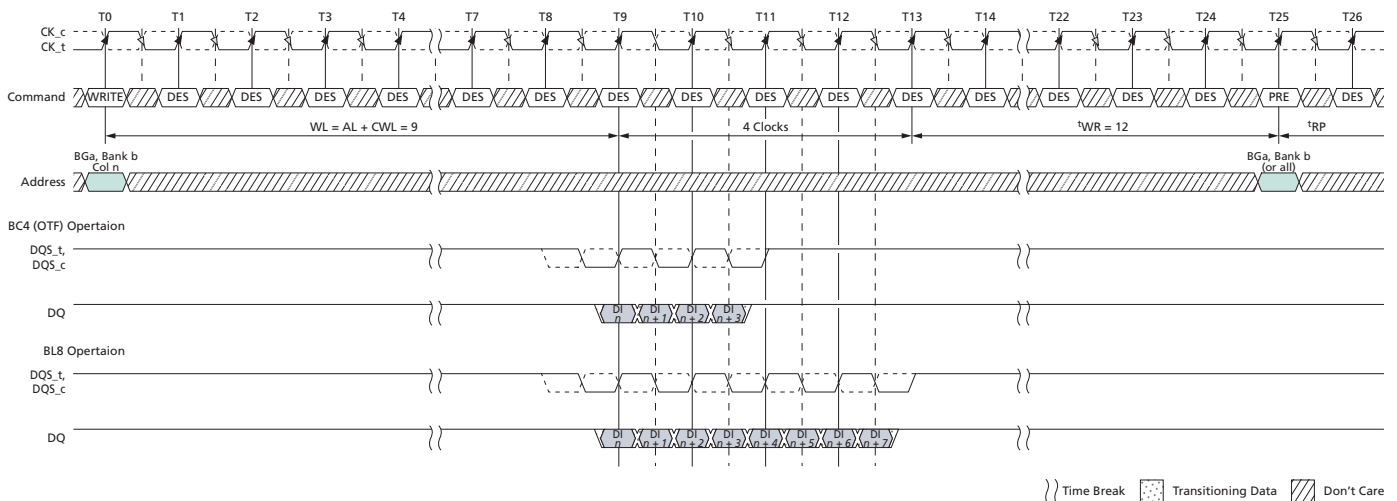 T0 T1 T2 T3 T4 T7 T8 T9 T10 T11 T12 T13 T14 T22 T23 T24 T25 T26
CK_c
CK_t
Command WRITE DES DES DES DES DES DES DES DES DES DES DES DES DES DES DES PRE DES
WL = AL + CWL = 9 4 Clocks tWR = 12 tRP
BGa, Bank b
Col n
BGa, Bank b
(or all)
Address
BC4 (OTF) Opertaion
DQS_t,
DQS_c
DQ DI n DI n + 1 DI n + 2 DI n + 3
BL8 Opertaion
DQS_t,
DQS_c
DQ DI n DI n + 1 DI n + 2 DI n + 3 DI n + 4 DI n + 5 DI n + 6 DI n + 7
Time Break Transitioning Data Don't Care